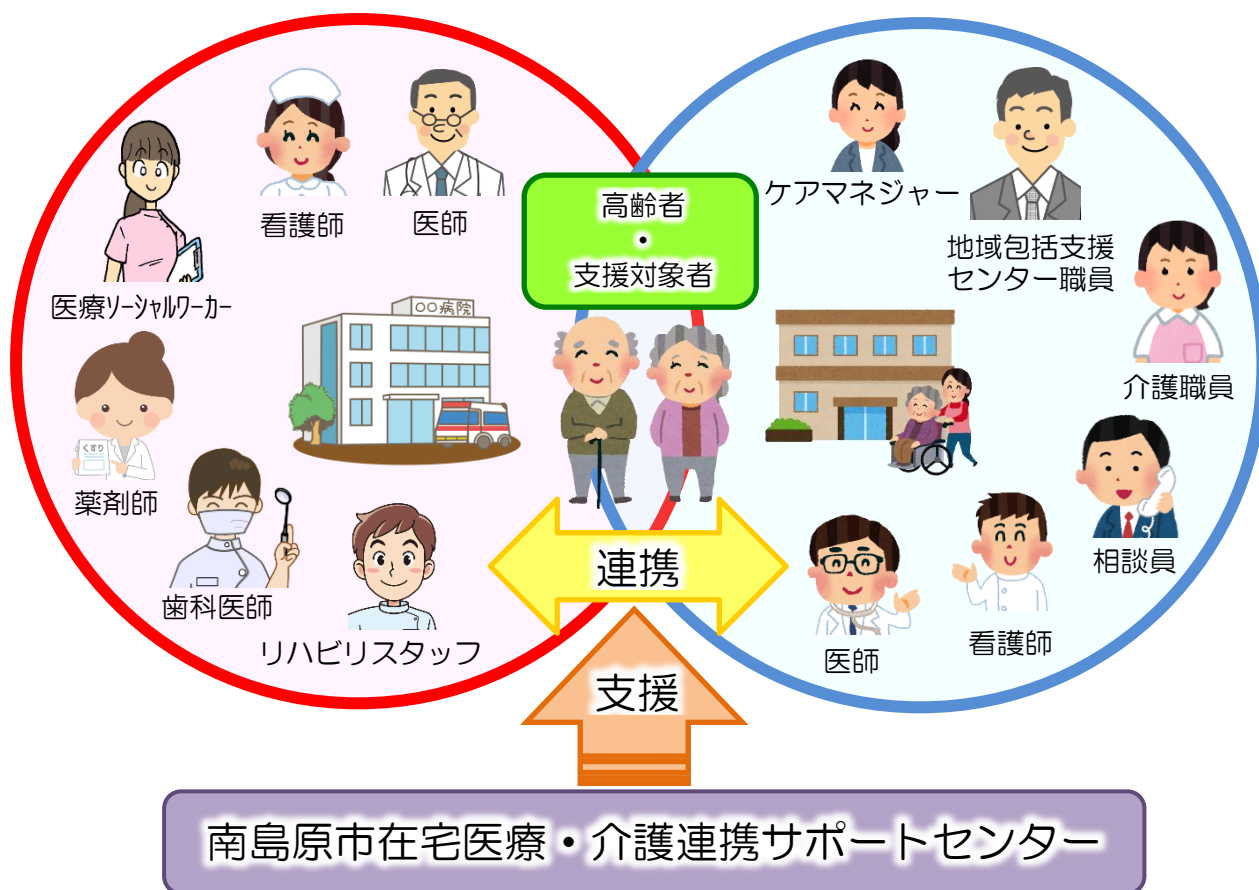 看護師
医師
医療ソーシャルワーカー
〇〇病院
薬剤師
くすり
歯科医師
リハビリスタッフ
高齢者
・
支援対象者
ケアマネジャー
地域包括支援
センター職員
介護職員
相談員
看護師
医師
連携
支援
南島原市在宅医療・介護連携サポートセンター